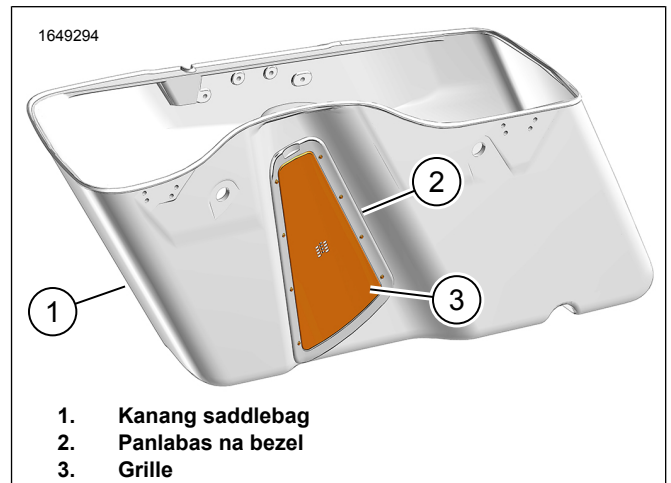 1649294
2
3
1
1. Kanang saddlebag
2. Panlabas na bezel
3. Grille